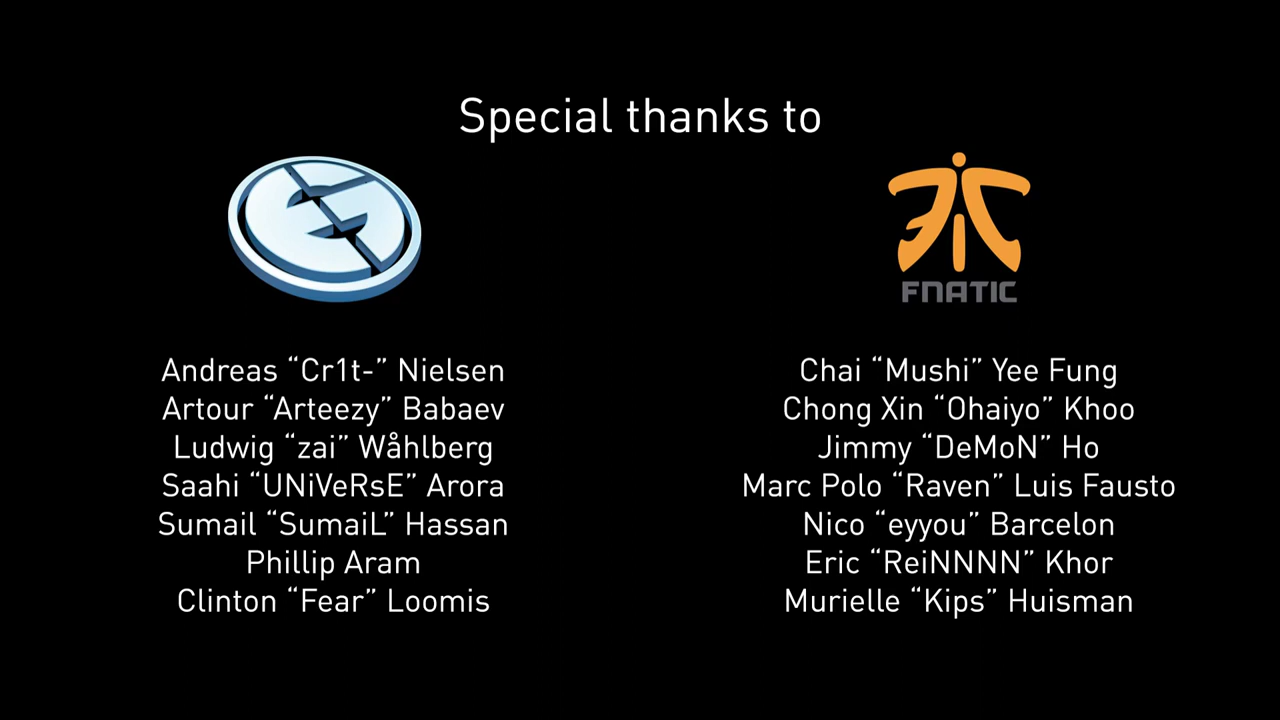 Special thanks to
FNATIC
Andreas “Cr1t-” Nielsen
Artour “Arteezy” Babaev
Ludwig “zai” Wåhlberg
Saahi “UNiVeRsE” Arora
Sumail “SumaiL” Hassan
Phillip Aram
Clinton “Fear” Loomis
Chai “Mushi” Yee Fung
Chong Xin “Ohaiyo” Khoo
Jimmy “DeMoN” Ho
Marc Polo “Raven” Luis Fausto
Nico “eyyou” Barcelon
Eric “ReiNNNN” Khor
Murielle “Kips” Huisman